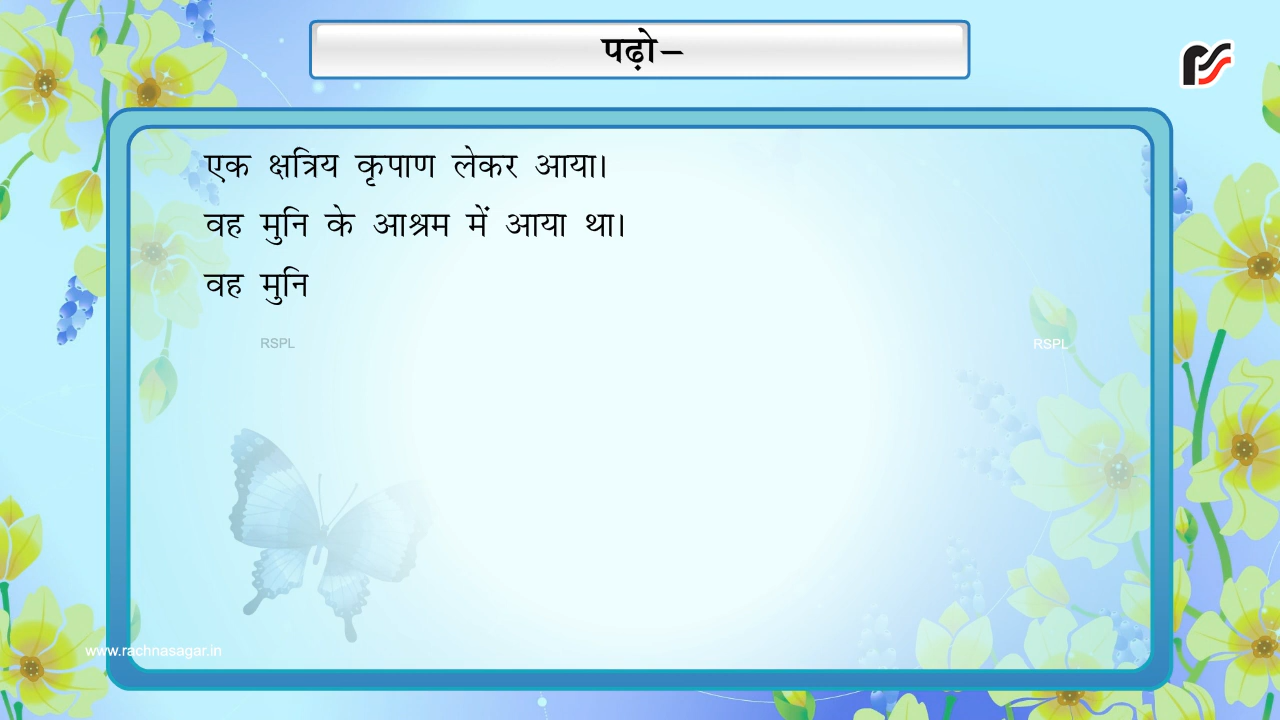 पढ़ो–
एक क्षत्रिय कृपाण लेकर आया।
वह मुनि के आश्रम में आया था।
वह मुनि
RSPL RSPL
www.rachnasagar.in